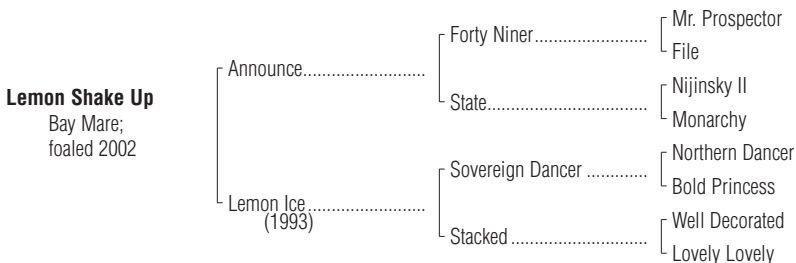 Lemon Shake Up
Bay Mare;
foaled 2002
Announce..........................
Lemon Ice.........................
(1993)
Forty Niner........................
State..................................
Sovereign Dancer .............
Stacked .............................
Mr. Prospector
File
Nijinsky II
Monarchy
Northern Dancer
Bold Princess
Well Decorated
Lovely Lovely